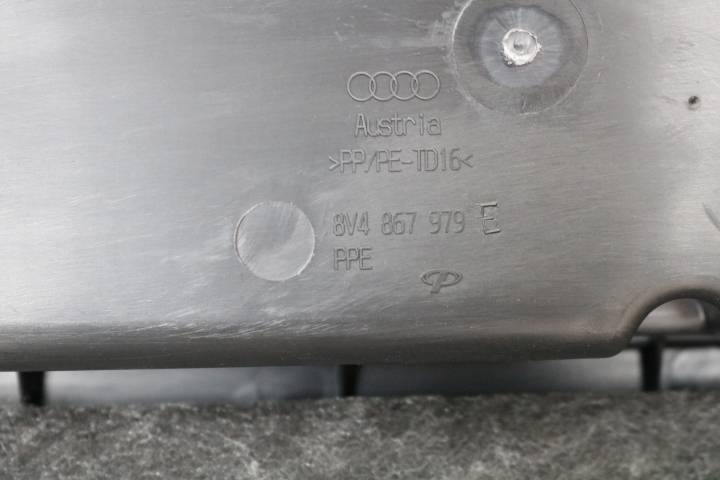 Austria
>PP/PE-TD16<
8V4 867 979 E
PPE